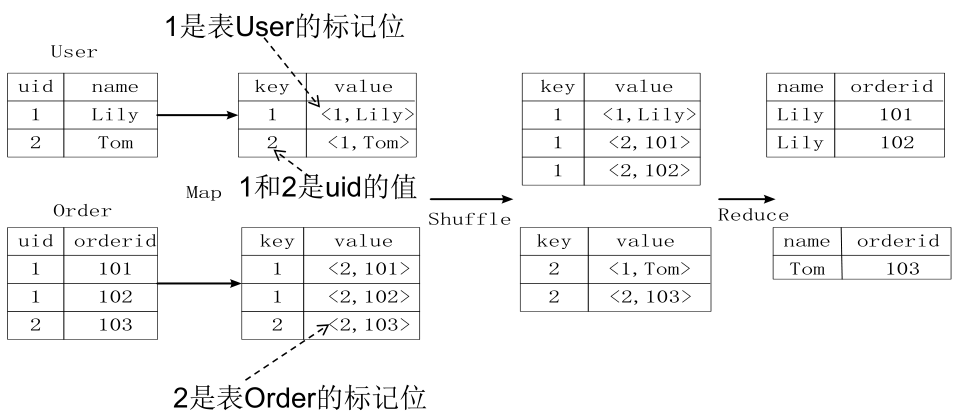 1是表User的标记位
User
uid name
1 Lily
2 Tom
key value
1 <1,Lily>
2 <1,Tom>
1和2是uid的值
Map
Order
uid orderid
1 101
1 102
2 103
key value
1 <2,101>
1 <2,102>
2 <2,103>
2是表Order的标记位
Shuffle
key value
1 <1,Lily>
1 <2,101>
1 <2,102>
key value
2 <1,Tom>
2 <2,103>
Reduce
name orderid
Lily 101
Lily 102
name orderid
Tom 103